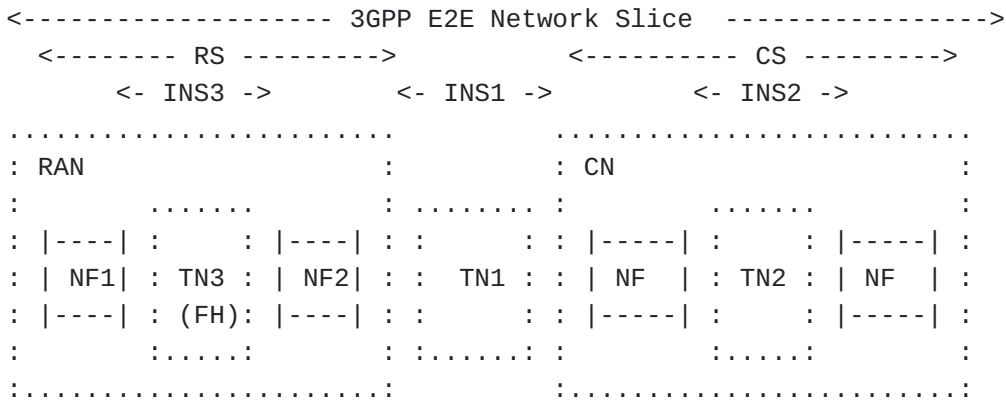 <------------------- 3GPP E2E Network Slice ----------------->
<-------- RS ---------> <---------- CS --------->
<- INS3 -> <- INS1 -> <- INS2 ->
......................... ...........................
: RAN : : CN :
: ....... : ........ : ....... :
: |----| : : |----| : : : : |-----| : : |-----| :
: | NF1| : TN3 : | NF2| : : TN1 : : | NF | : TN2 : | NF | :
: |----| : (FH): |----| : : : : |-----| : : |-----| :
: :.....: : :......: : :.....: :
:........................: :..........................: